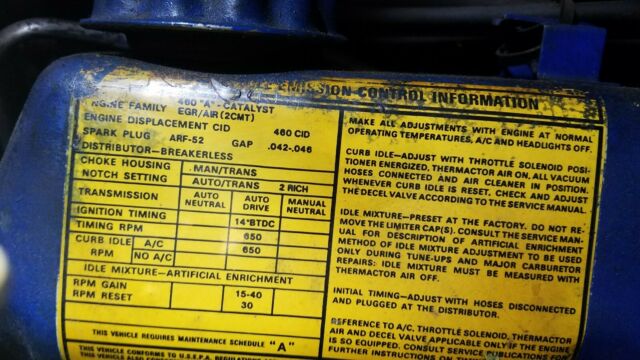 EMISSION CONTROL INFORMATION
ENGINE FAMILY 460 "A" - CATALYST
EGR/AIR (2CMT)
ENGINE DISPLACEMENT CID 460 CID
SPARK PLUG ARF-52 GAP .042-.046
DISTRIBUTOR-BREAKERLESS
CHOKE HOUSING MAN/TRANS
NOTCH SETTING AUTO/TRANS 2 RICH
TRANSMISSION AUTO NEUTRAL AUTO DRIVE MANUAL NEUTRAL
IGNITION TIMING 14°BTDC
TIMING RPM 650
CURB IDLE A/C 650
RPM NO A/C
IDLE MIXTURE-ARTIFICIAL ENRICHMENT
RPM GAIN 15-40
RPM RESET 30
THIS VEHICLE REQUIRES MAINTENANCE SCHEDULE "A"
THIS VEHICLE CONFORMS TO U.S.E.P.A. REGULATIONS
MAKE ALL ADJUSTMENTS WITH ENGINE AT NORMAL
OPERATING TEMPERATURES, A/C AND HEADLIGHTS OFF.
CURB IDLE-ADJUST WITH THROTTLE SOLENOID POSI-
TIONER ENERGIZED, THERMACTOR AIR ON, ALL VACUUM
HOSES CONNECTED AND AIR CLEANER IN POSITION.
WHENEVER CURB IDLE IS RESET, CHECK AND ADJUST
THE DECEL VALVE ACCORDING TO THE SERVICE MANUAL.
IDLE MIXTURE-PRESET AT THE FACTORY. DO NOT RE-
MOVE THE LIMITER CAP(S). CONSULT THE SERVICE MAN-
UAL FOR DESCRIPTION OF ARTIFICIAL ENRICHMENT
METHOD OF IDLE MIXTURE ADJUSTMENT TO BE USED
ONLY DURING TUNE-UPS AND MAJOR CARBURETOR
REPAIRS: IDLE MIXTURE MUST BE MEASURED WITH
THERMACTOR AIR OFF.
INITIAL TIMING-ADJUST WITH HOSES DISCONNECTED
AND PLUGGED AT THE DISTRIBUTOR.
REFERENCE TO A/C, THROTTLE SOLENOID, THERMACTOR
AIR AND DECEL VALVE APPLICABLE ONLY IF THE ENGINE
IS SO EQUIPPED. CONSULT SERVICE PUBLICATIONS FOR
FURTHER INSTRUCTIONS ON